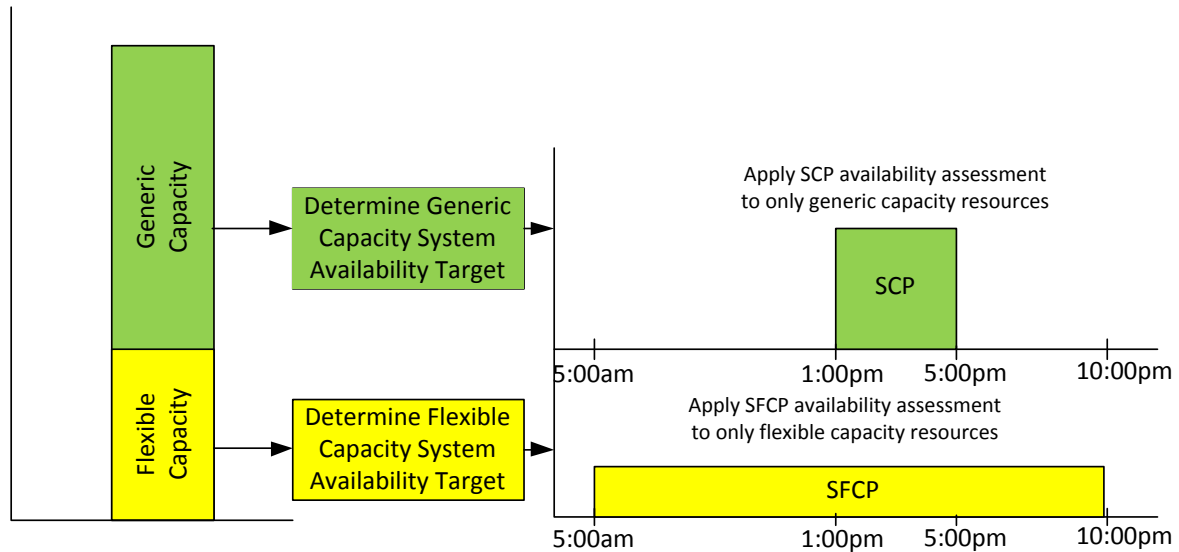 Generic
Capacity
Flexible
Capacity
Determine Generic
Capacity System
Availability Target
Determine Flexible
Capacity System
Availability Target
Apply SCP availability assessment
to only generic capacity resources
SCP
5:00am 1:00pm 5:00pm 10:00pm
Apply SFCP availability assessment
to only flexible capacity resources
SFCP
5:00am 1:00pm 5:00pm 10:00pm